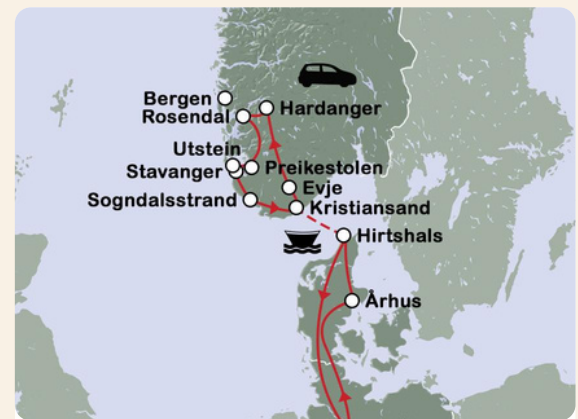 Bergen
Rosendal
Hardanger
Utstein
Stavanger
Preikestolen
Evje
Sogndalsstrand
Kristiansand
Hirtshals
Århus